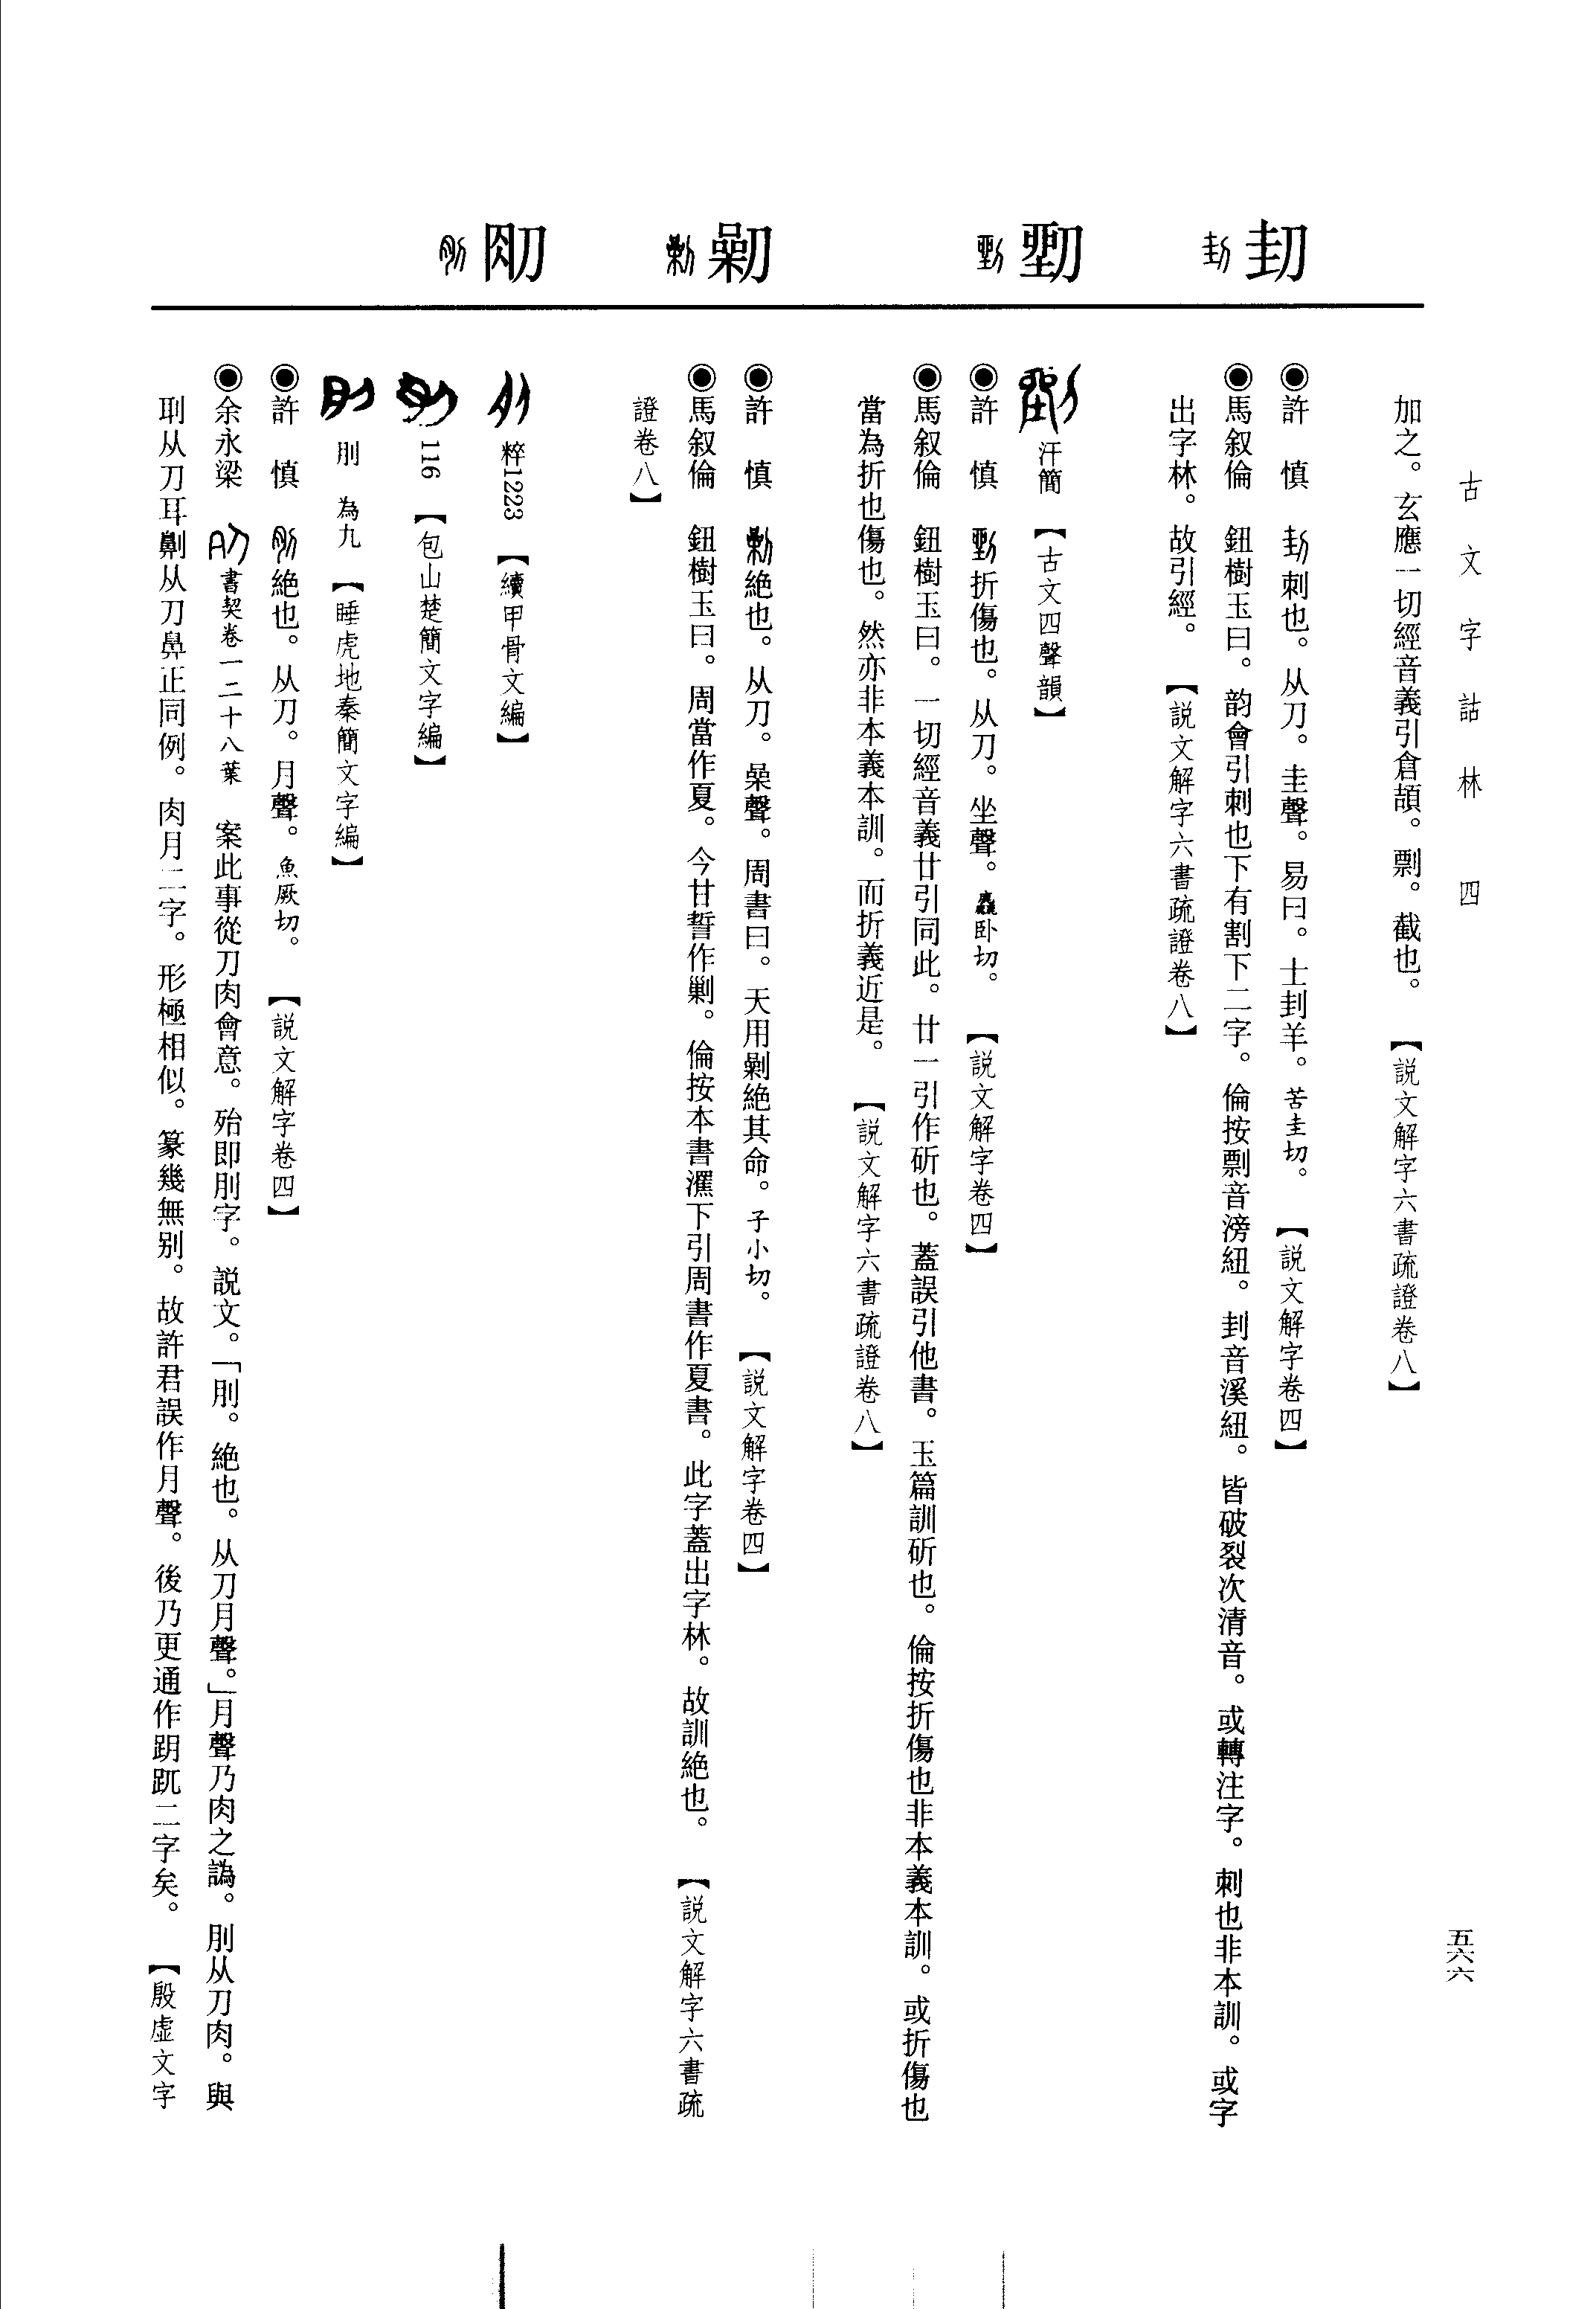 古文字詁林　四
五六六
刲
剉
剿
刖
加之。玄應一切經音義引倉頡。剽。截也。【説文解字六書疏證卷八】
◉許　慎　刺也。从刀。圭聲。易曰。士刲羊。苦圭切。【説文解字卷四】
◉馬叙倫　鈕樹玉曰。韵會引刺也下有割下二字。倫按剽音滂紐。刲音溪紐。皆破裂次清音。或轉注字。刺也非本訓。或字
出字林。故引經。【説文解字六書疏證卷八】
汗簡【古文四聲韻】
◉許　慎　折傷也。从刀。坐聲。麤卧切。【説文解字卷四】
◉馬叙倫　鈕樹玉曰。一切經音義廿引同此。廿一引作斫也。蓋誤引他書。玉篇訓斫也。倫按折傷也非本義本訓。或折傷也
當為折也傷也。然亦非本義本訓。而折義近是。【説文解字六書疏證卷八】
◉許　慎　絶也。从刀。喿聲。周書曰。天用劋絶其命。子小切。【説文解字卷四】
◉馬叙倫　鈕樹玉曰。周當作夏。今甘誓作剿。倫按本書灑下引周書作夏書。此字蓋出字林。故訓絶也。【説文解字六書疏
證卷八】
粹1223【續甲骨文編】
116【包山楚簡文字編】
刖　為九【睡虎地秦簡文字編】
◉許　慎　絶也。从刀。月聲。魚厥切。【説文解字卷四】
◉余永梁　書契卷一二十八葉　案此事從刀肉會意。殆即刖字。説文。「刖。絶也。从刀月聲。」月聲乃肉之譌。刖从刀肉。與
刵从刀耳劓从刀鼻正同例。肉月二字。形極相似。篆幾無别。故許君誤作月聲。後乃更通作跀𧿁二字矣。【殷虚文字